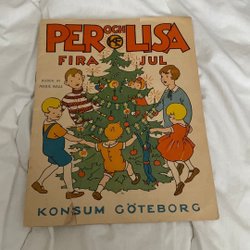 PER OCH LISA
FIRA JUL
KONSUM GÖTEBORG